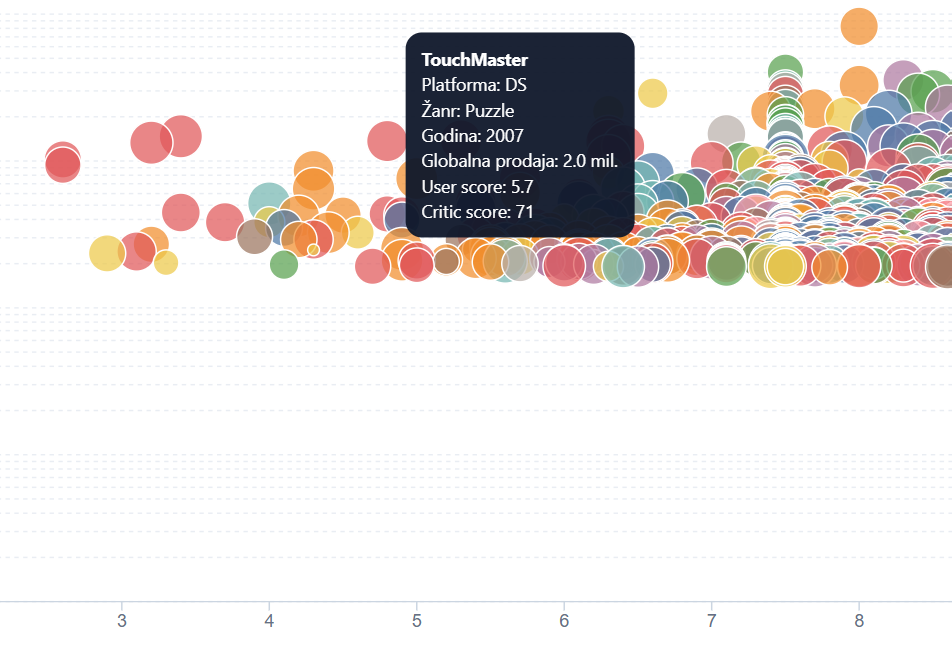 TouchMaster
Platforma: DS
Žanr: Puzzle
Godina: 2007
Globalna prodaja: 2.0 mil.
User score: 5.7
Critic score: 71
3 4 5 6 7 8